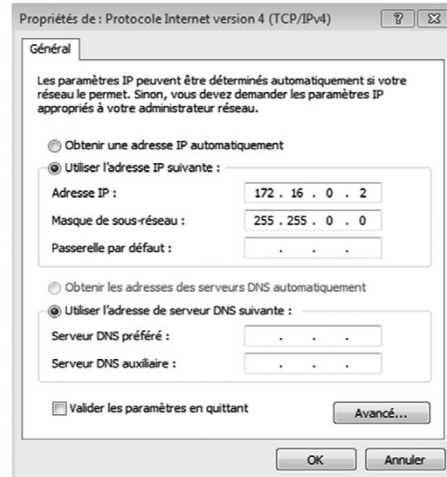 Propriétés de : Protocole Internet version 4 (TCP/IPv4)
Général
Les paramètres IP peuvent être déterminés automatiquement si votre
réseau le permet. Sinon, vous devez demander les paramètres IP
appropriés à votre administrateur réseau.
Obtenir une adresse IP automatiquement
Utiliser l'adresse IP suivante :
Adresse IP : 172 . 16 . 0 . 2
Masque de sous-réseau : 255 . 255 . 0 . 0
Passerelle par défaut : . . .
Obtenir les adresses des serveurs DNS automatiquement
Utiliser l'adresse de serveur DNS suivante :
Serveur DNS préféré : . . .
Serveur DNS auxiliaire : . . .
Valider les paramètres en quittant
Avancé...
OK Annuler